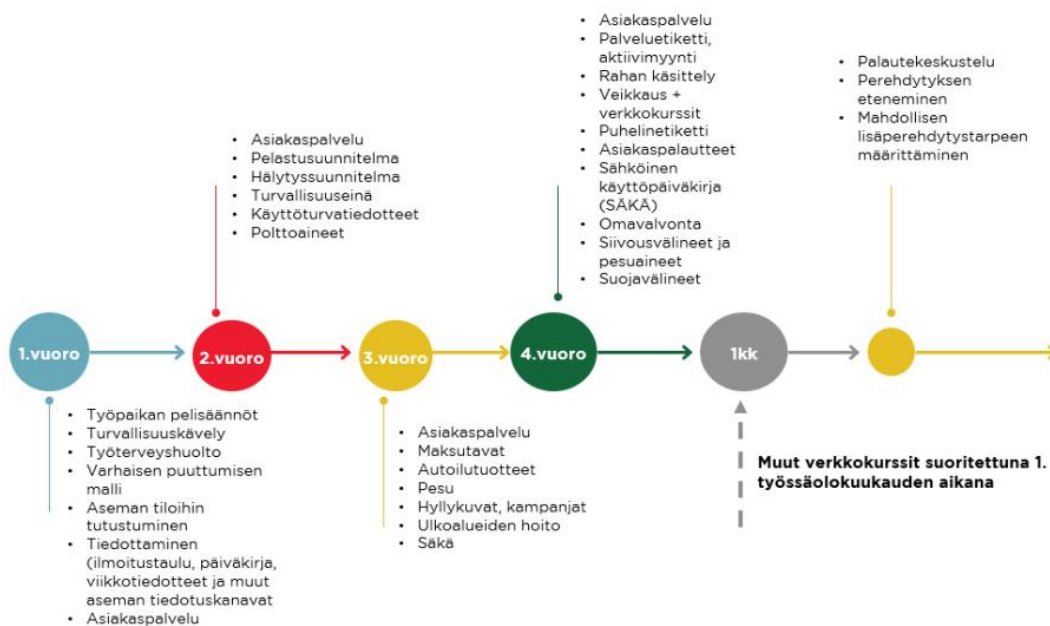 • Asiakaspalvelu
• Palveluetiketti,
aktiivimyynti
• Rahan käsittely
• Veikkaus +
verkkokurssit
• Puhelinetiketti
• Asiakaspalautteet
• Sähköinen
käyttöpäiväkirja
(SÄKÄ)
• Omavalvonta
• Siivousvälineet ja
pesuaineet
• Suojavälineet
• Palautekeskustelu
• Perehdytyksen
eteneminen
• Mahdollisen
lisäperehdytystarpeen
määrittäminen
• Asiakaspalvelu
• Pelastusuunnitelma
• Hälytyssuunnitelma
• Turvallisuuseinä
• Käyttöturvatiedotteet
• Polttoaineet
1.vuoro
2.vuoro
3.vuoro
4.vuoro
1kk
• Työpaikan pelisäännöt
• Turvallisuuskävely
• Työterveyshuolto
• Varhaisen puuttumisen
malli
• Aseman tiloihin
tutustuminen
• Tiedottaminen
(ilmoitustaulu, päiväkirja,
viikkotiedotteet ja muut
aseman tiedotuskanavat
• Asiakaspalvelu
• Asiakaspalvelu
• Maksutavat
• Autoilutuotteet
• Pesu
• Hyllykuvat, kampanjat
• Ulkoalueiden hoito
• Säkä
Muut verkkokurssit suoritettuna 1.
työssäolokuukauden aikana